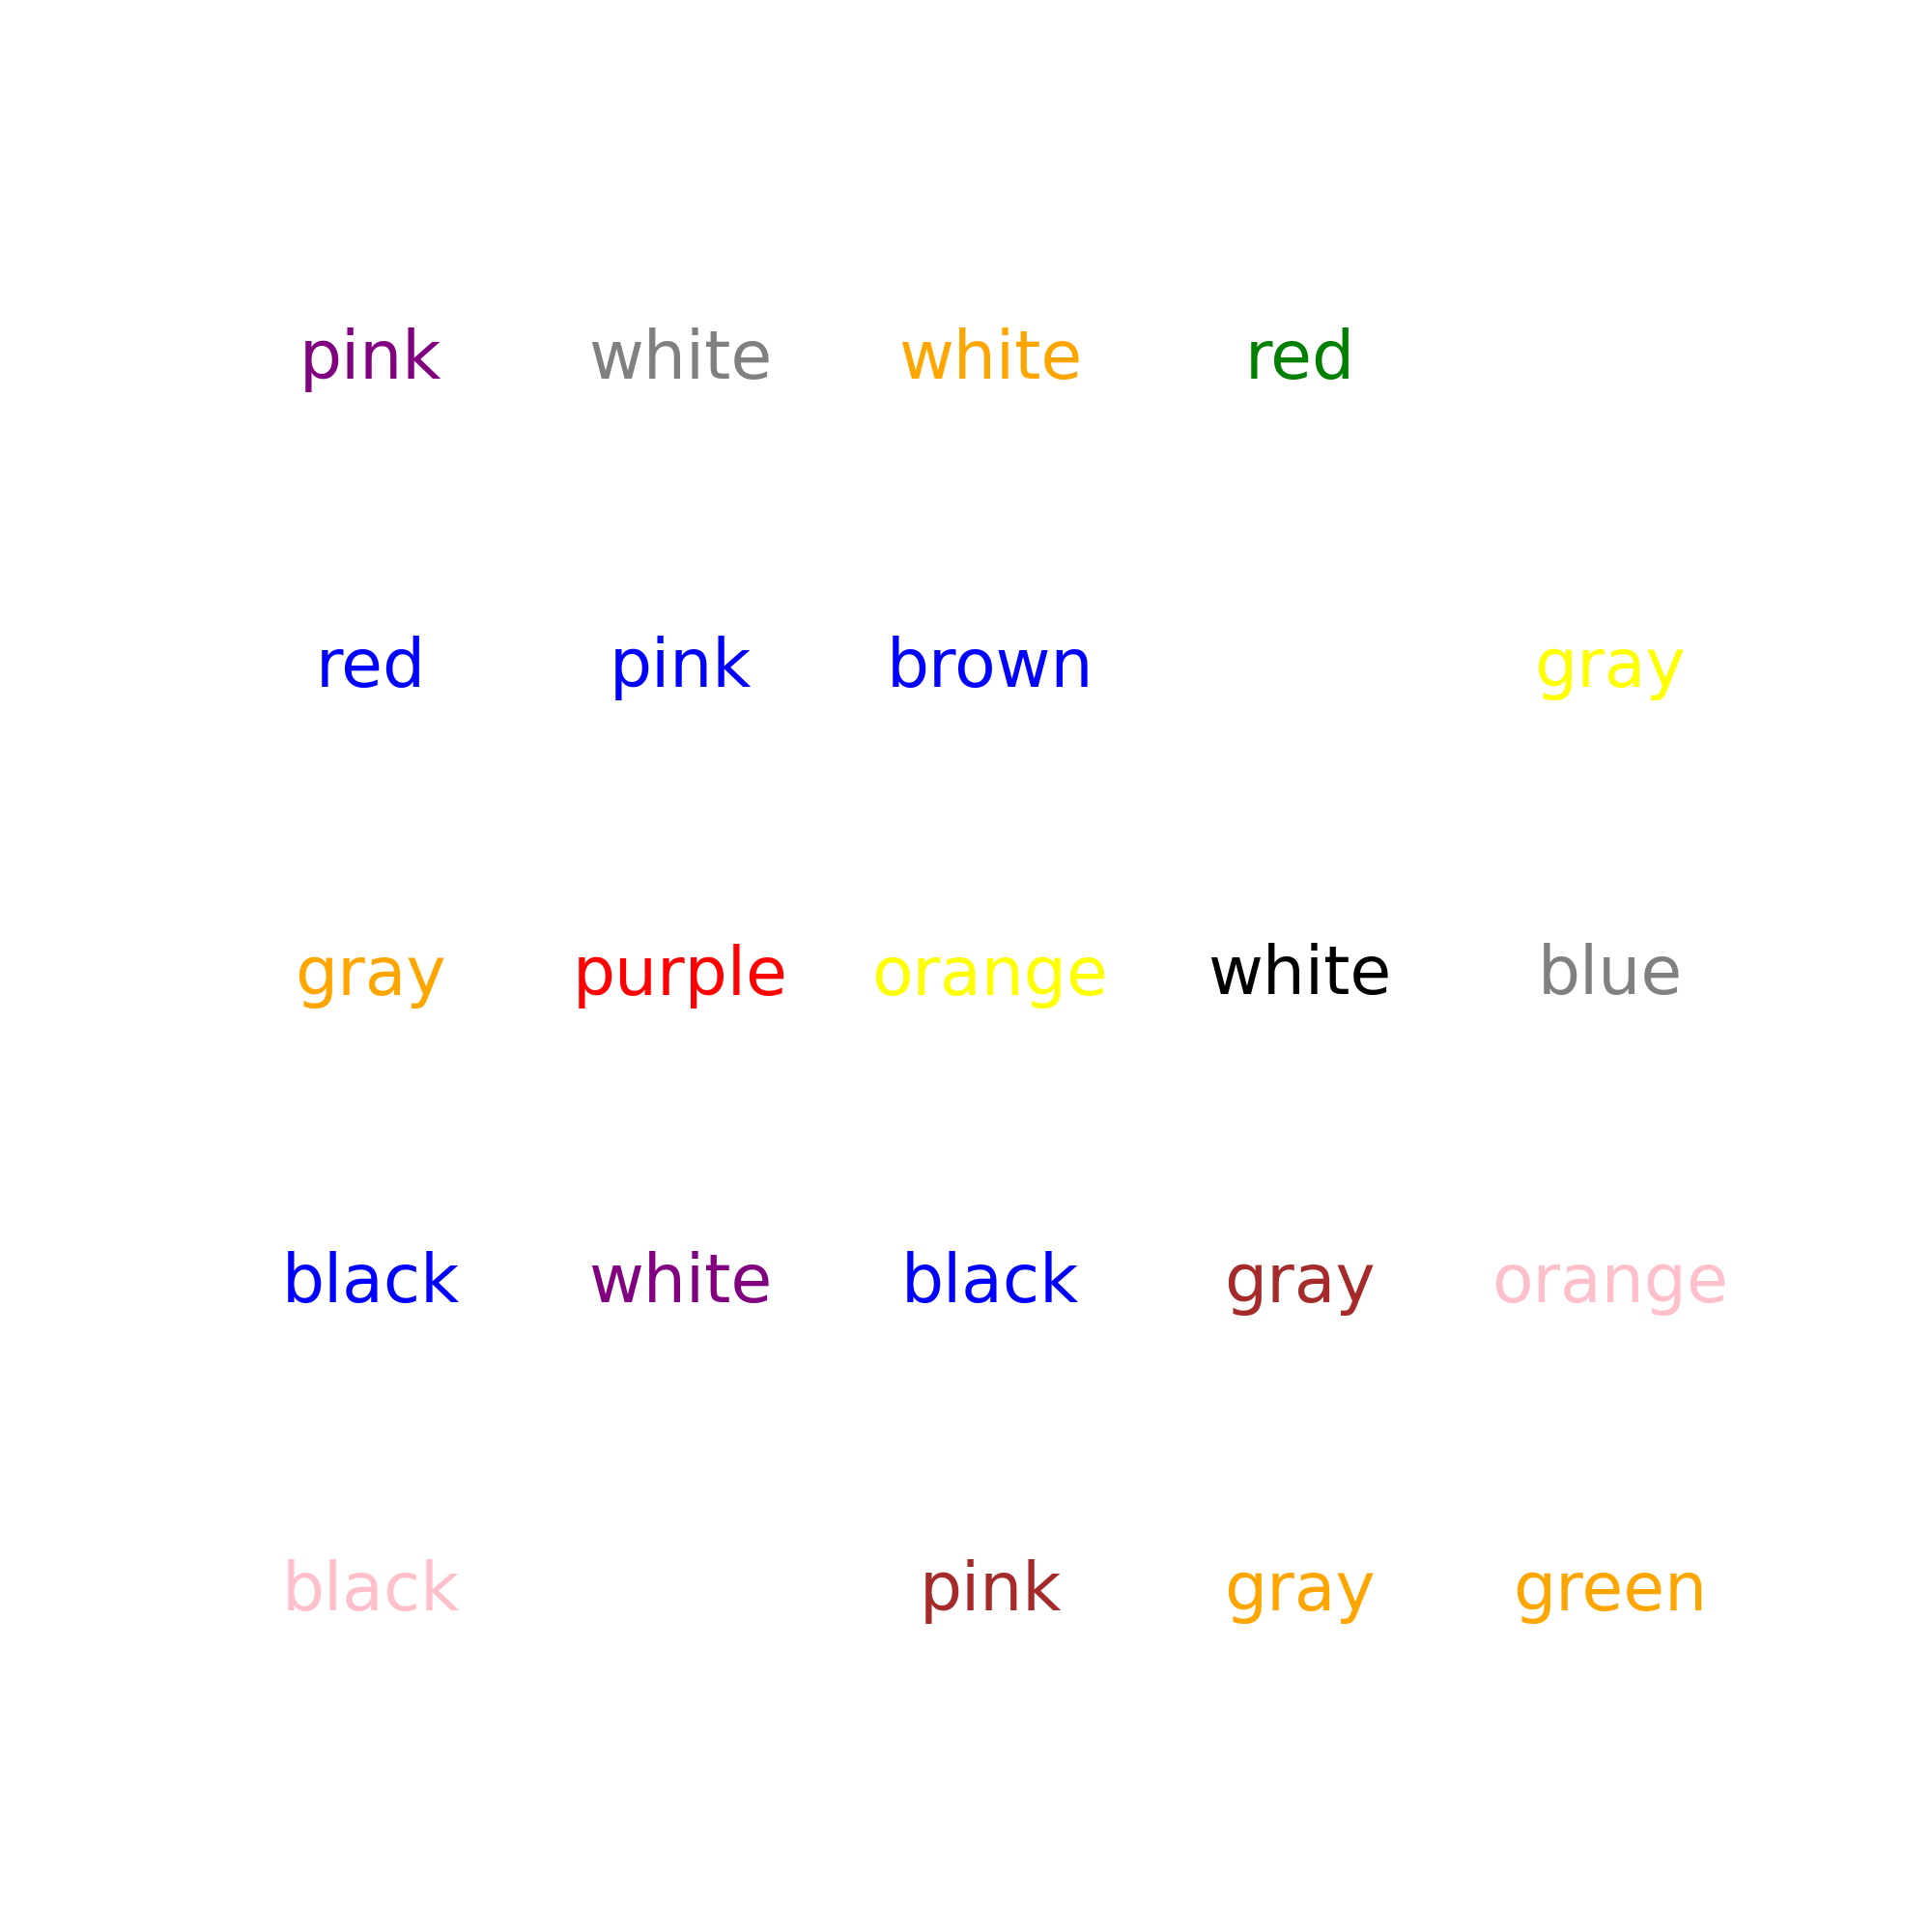 pink white white red
red pink brown gray
gray purple orange white blue
black white black gray orange
black pink gray green